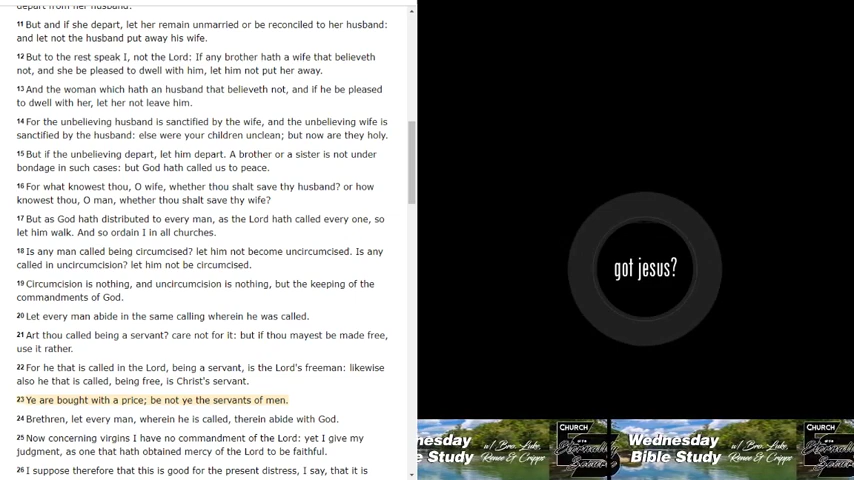 depart from her husband:
11 But and if she depart, let her remain unmarried or be reconciled to her husband:
and let not the husband put away his wife.
12 But to the rest speak I, not the Lord: If any brother hath a wife that believeth
not, and she be pleased to dwell with him, let him not put her away.
13 And the woman which hath an husband that believeth not, and if he be pleased
to dwell with her, let her not leave him.
14 For the unbelieving husband is sanctified by the wife, and the unbelieving wife is
sanctified by the husband: else were your children unclean; but now are they holy.
15 But if the unbelieving depart, let him depart. A brother or a sister is not under
bondage in such cases: but God hath called us to peace.
16 For what knowest thou, O wife, whether thou shalt save thy husband? or how
knowest thou, O man, whether thou shalt save thy wife?
17 But as God hath distributed to every man, as the Lord hath called every one, so
let him walk. And so ordain I in all churches.
18 Is any man called being circumcised? let him not become uncircumcised. Is any
called in uncircumcision? let him not be circumcised.
19 Circumcision is nothing, and uncircumcision is nothing, but the keeping of the
commandments of God.
20 Let every man abide in the same calling wherein he was called.
21 Art thou called being a servant? care not for it: but if thou mayest be made free,
use it rather.
22 For he that is called in the Lord, being a servant, is the Lord's freeman: likewise
also he that is called, being free, is Christ's servant.
23 Ye are bought with a price; be not ye the servants of men.
24 Brethren, let every man, wherein he is called, therein abide with God.
25 Now concerning virgins I have no commandment of the Lord: yet I give my
judgment, as one that hath obtained mercy of the Lord to be faithful.
26 I suppose therefore that this is good for the present distress, I say, that it is
got jesus?
nesday
e Study
w/ Bro. Luke,
Renee & Cripps
CHURCH
OF THE
Eternally
Secure
Wednesday
Bible Study
w/ Bro. Luke,
Renee & Cripps
CHURCH
OF THE